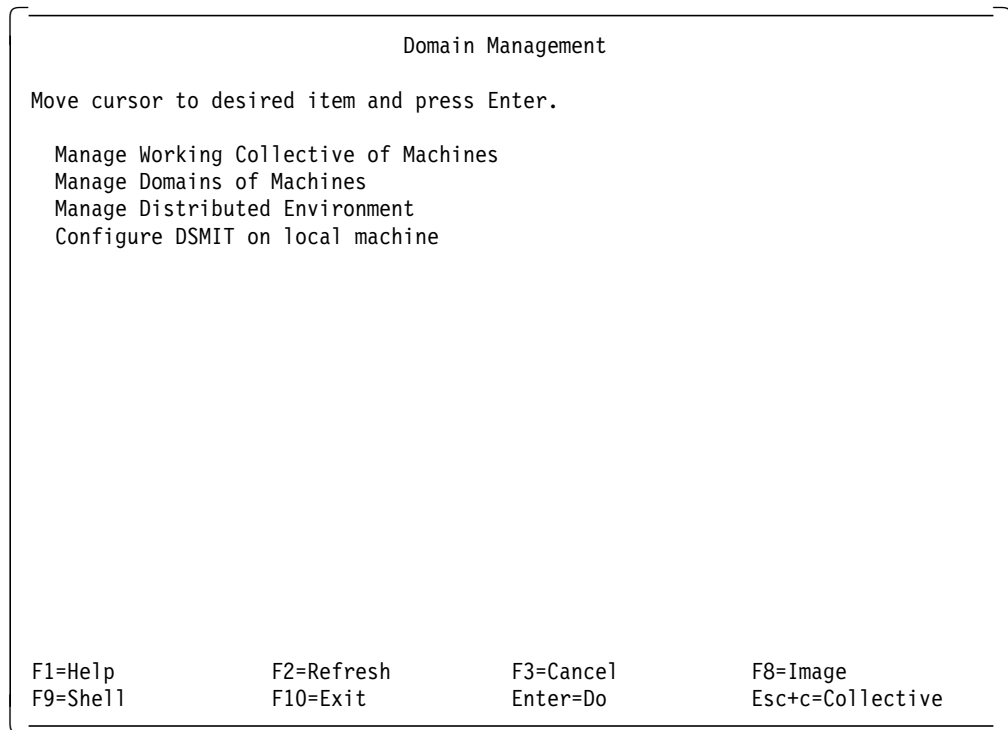 Domain Management
Move cursor to desired item and press Enter.
Manage Working Collective of Machines
Manage Domains of Machines
Manage Distributed Environment
Configure DSMIT on local machine
F1=Help F2=Refresh F3=Cancel F8=Image
F9=Shell F10=Exit Enter=Do Esc+c=Collective